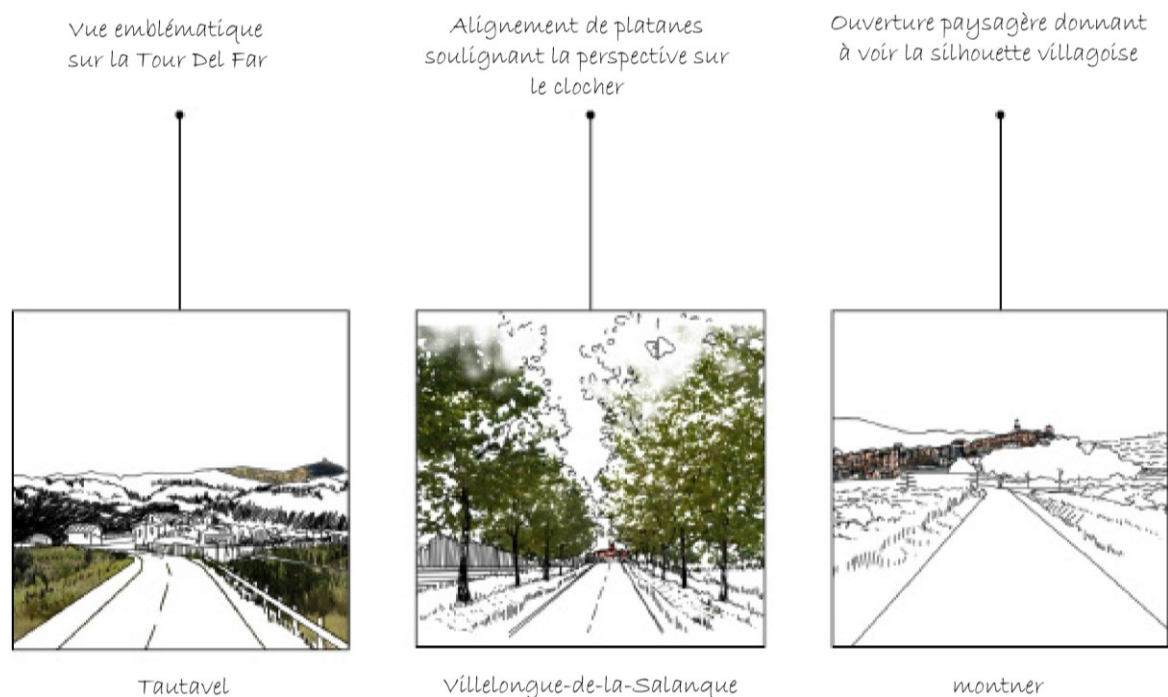 Vue emblématique
sur la Tour Del Far
Alignement de platanes
soulignant la perspective sur
le clocher
Ouverture paysagère donnant
à voir la silhouette villagoise
Tautavel
Villelongue-de-la-Salanque
montner